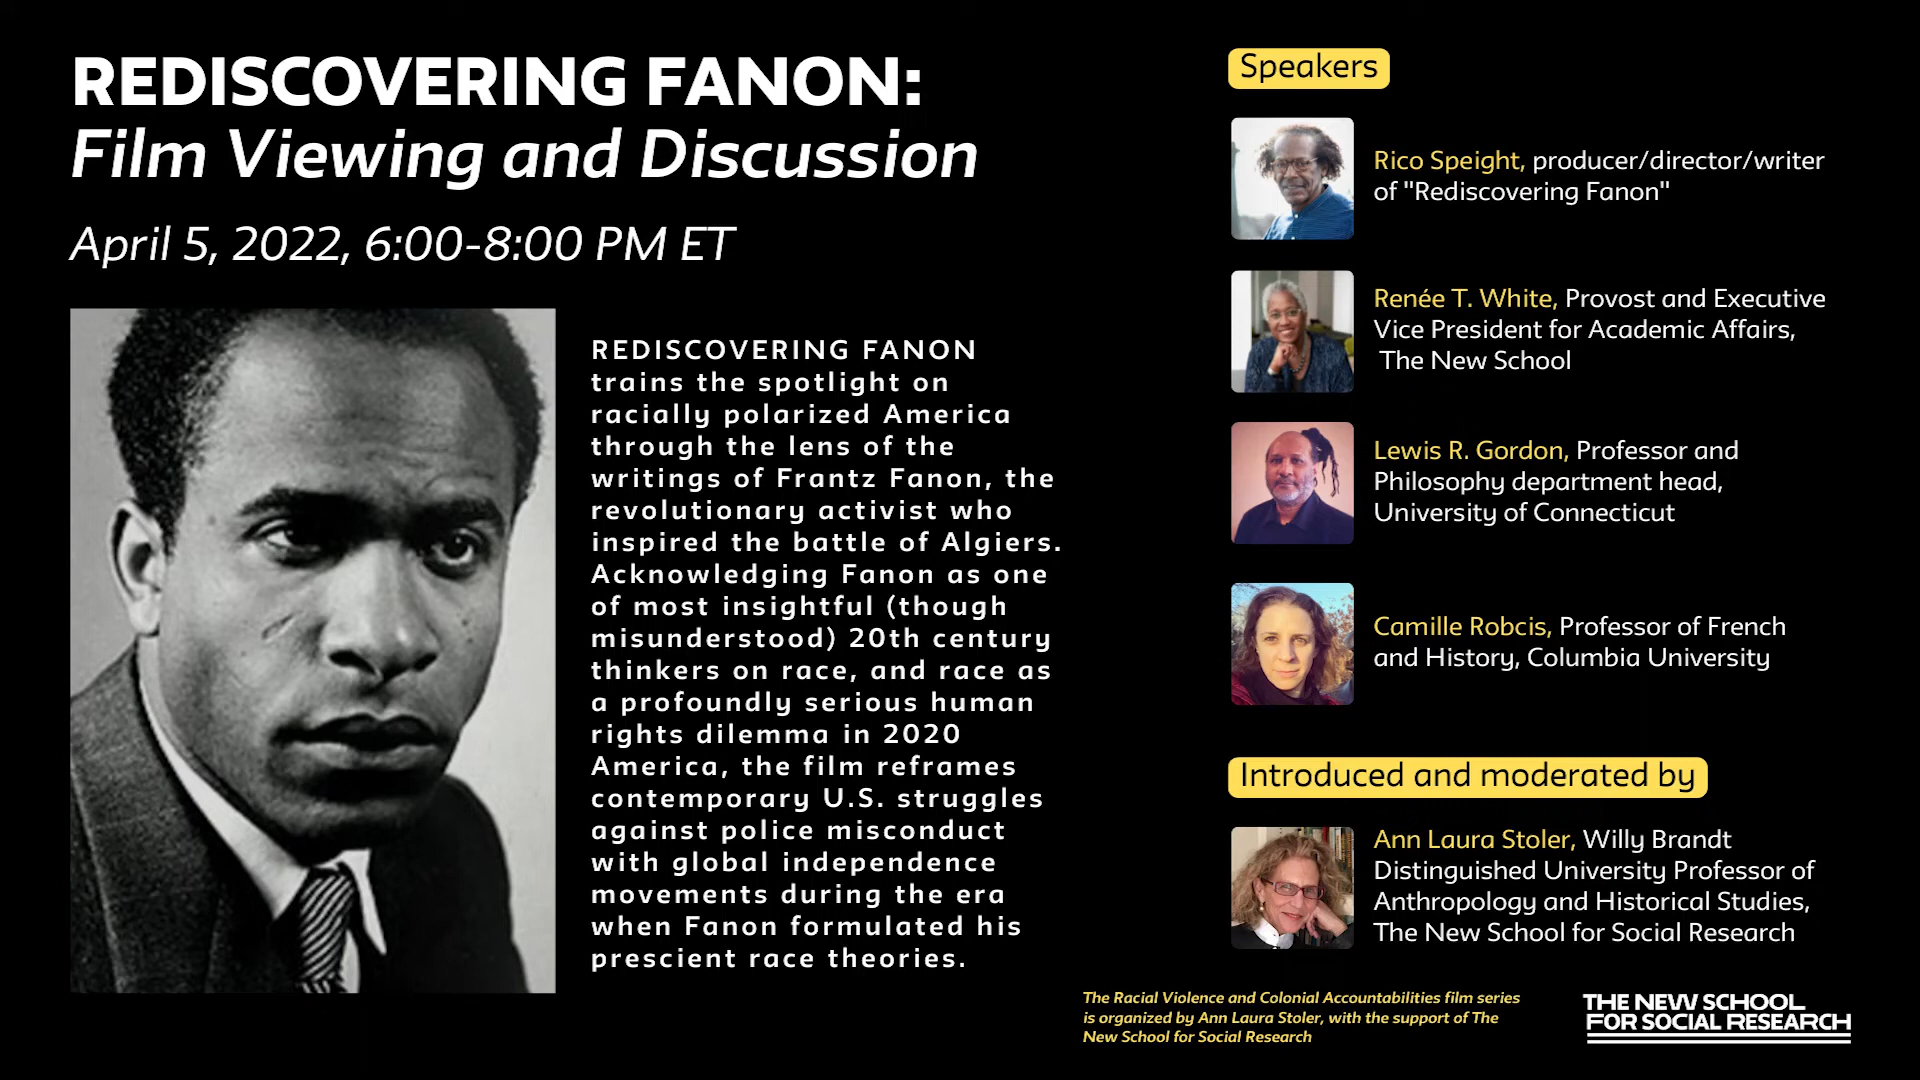 REDISCOVERING FANON:
Film Viewing and Discussion
April 5, 2022, 6:00-8:00 PM ET
REDISCOVERING FANON
trains the spotlight on
racially polarized America
through the lens of the
writings of Frantz Fanon, the
revolutionary activist who
inspired the battle of Algiers.
Acknowledging Fanon as one
of most insightful (though
misunderstood) 20th century
thinkers on race, and race as
a profoundly serious human
rights dilemma in 2020
America, the film reframes
contemporary U.S. struggles
against police misconduct
with global independence
movements during the era
when Fanon formulated his
prescient race theories.
Speakers
Rico Speight, producer/director/writer
of "Rediscovering Fanon"
Renée T. White, Provost and Executive
Vice President for Academic Affairs,
The New School
Lewis R. Gordon, Professor and
Philosophy department head,
University of Connecticut
Camille Robcis, Professor of French
and History, Columbia University
Introduced and moderated by
Ann Laura Stoler, Willy Brandt
Distinguished University Professor of
Anthropology and Historical Studies,
The New School for Social Research
The Racial Violence and Colonial Accountabilities film series
is organized by Ann Laura Stoler, with the support of The
New School for Social Research
THE NEW SCHOOL
FOR SOCIAL RESEARCH